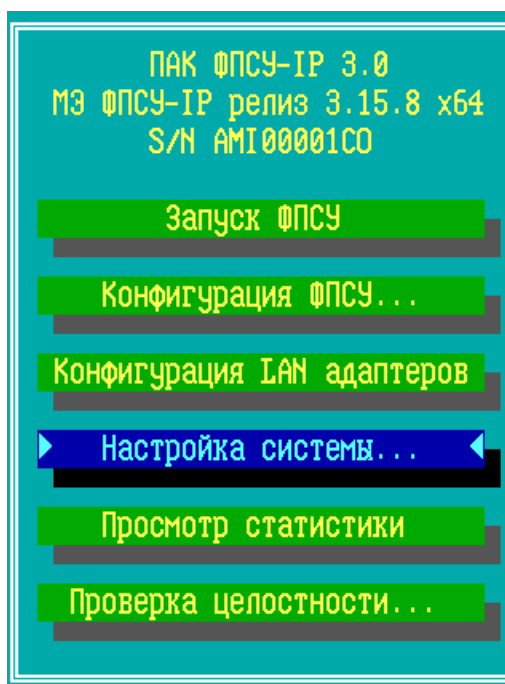 ПАК ФПСУ-IP 3.0
МЭ ФПСУ-IP релиз 3.15.8 x64
S/N AMI00001CO
Запуск ФПСУ
Конфигурация ФПСУ...
Конфигурация LAN адаптеров
Настройка системы...
Просмотр статистики
Проверка целостности...